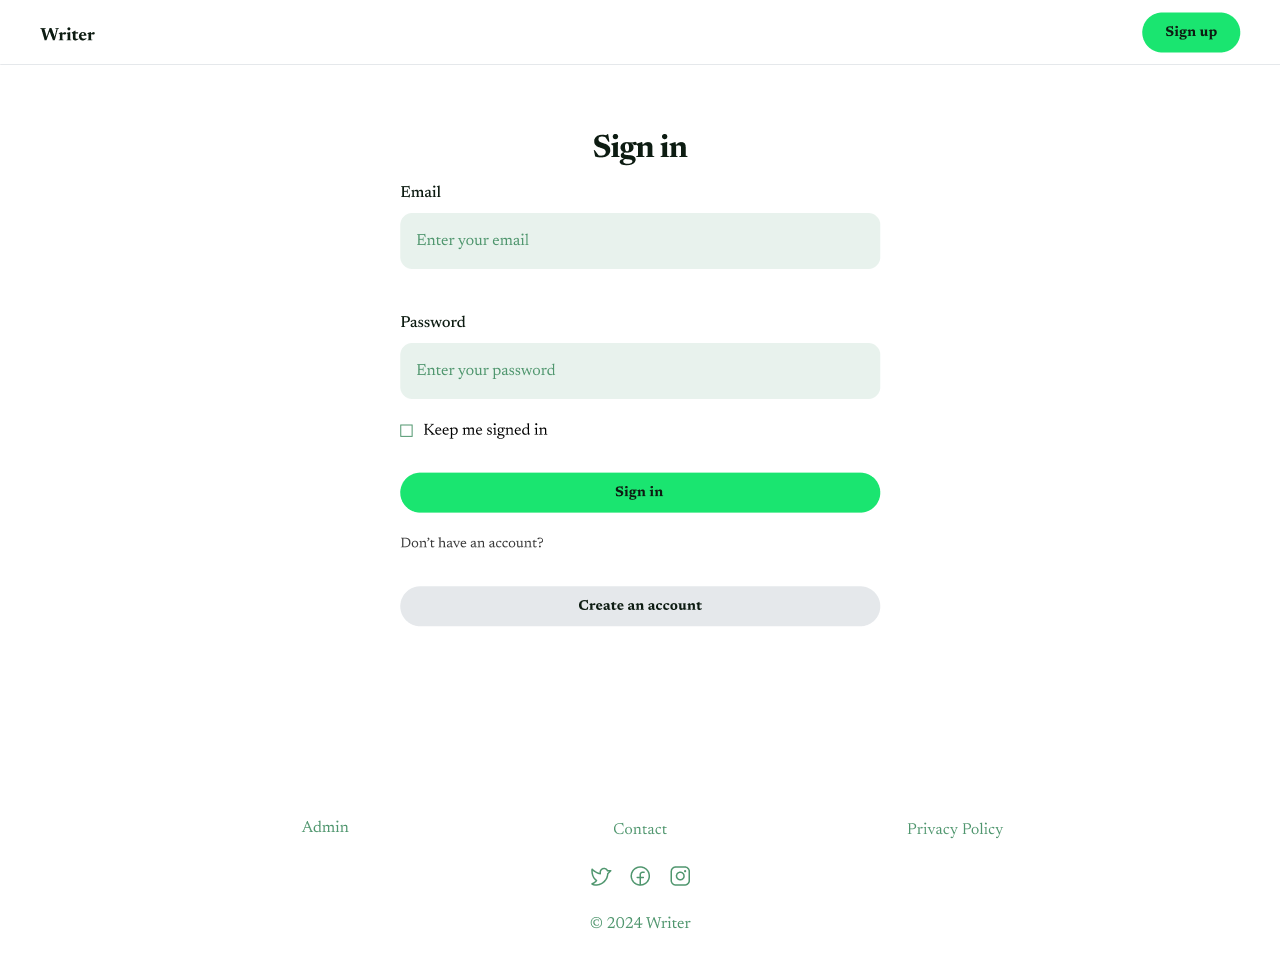 Writer
Sign up
Sign in
Email
Enter your email
Password
Enter your password
Keep me signed in
Sign in
Don’t have an account?
Create an account
Admin
Contact
Privacy Policy
© 2024 Writer